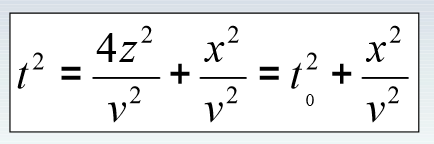 t² = 4z²/v² + x²/v² = t₀² + x²/v²